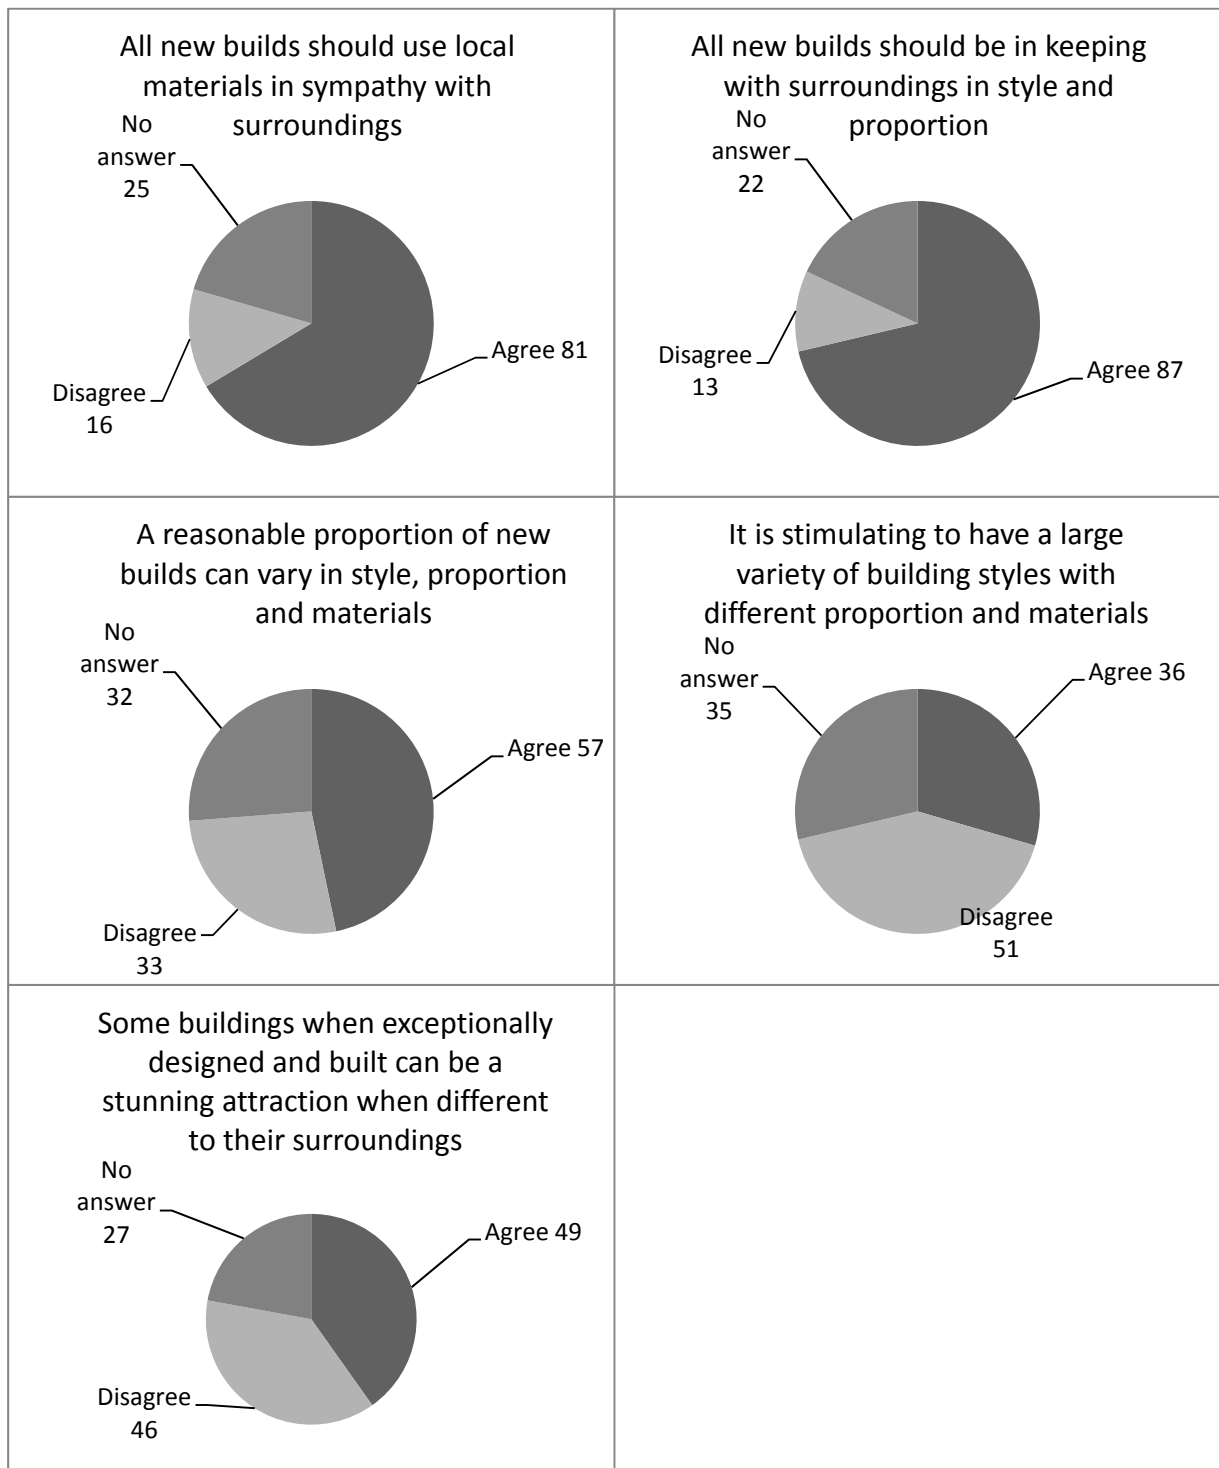 All new builds should use local
materials in sympathy with
surroundings
No
answer
25
Agree 81
Disagree
16
All new builds should be in keeping
with surroundings in style and
proportion
No
answer
22
Agree 87
Disagree
13
A reasonable proportion of new
builds can vary in style, proportion
and materials
No
answer
32
Agree 57
Disagree
33
It is stimulating to have a large
variety of building styles with
different proportion and materials
No
answer
35
Agree 36
Disagree
51
Some buildings when exceptionally
designed and built can be a
stunning attraction when different
to their surroundings
No
answer
27
Agree 49
Disagree
46